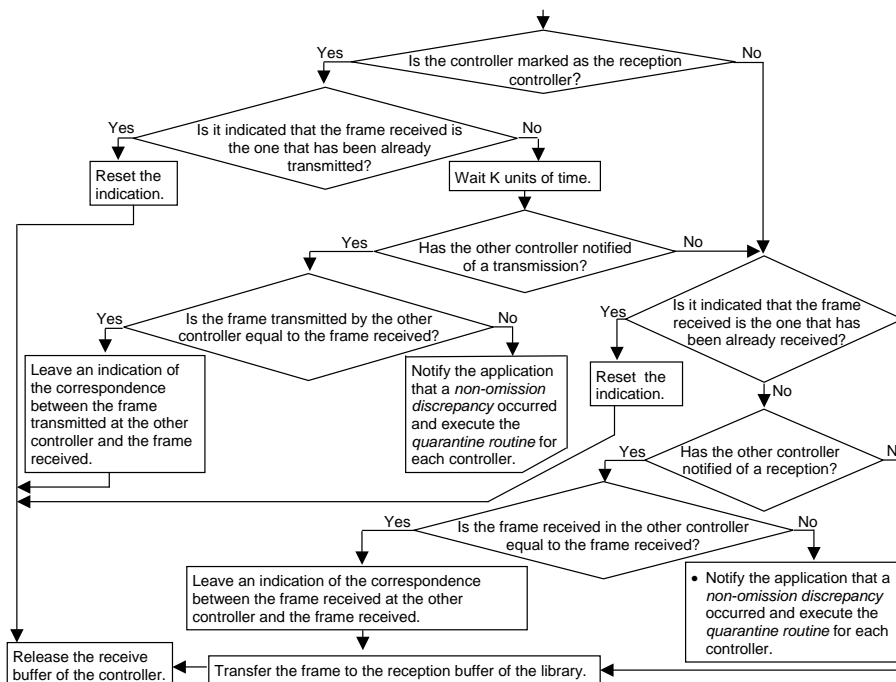 Yes
Is the controller marked as the reception
controller?
No
Yes
Is it indicated that the frame received is
the one that has been already
transmitted?
No
Reset the
indication.
Wait K units of time.
Yes
Has the other controller notified
of a transmission?
No
Yes
Is the frame transmitted by the other
controller equal to the frame received?
No
Yes
Is it indicated that the frame
received is the one that has
been already received?
No
Leave an indication of
the correspondence
between the frame
transmitted at the other
controller and the frame
received.
Notify the application
that a non-omission
discrepancy occurred
and execute the
quarantine routine for
each controller.
Reset the
indication.
Yes
Has the other controller
notified of a reception?
N
Yes
Is the frame received in the other controller
equal to the frame received?
No
Leave an indication of the correspondence
between the frame received at the other
controller and the frame received.
• Notify the application that a
non-omission discrepancy
occurred and execute the
quarantine routine for each
controller.
Release the receive
buffer of the controller.
Transfer the frame to the reception buffer of the library.